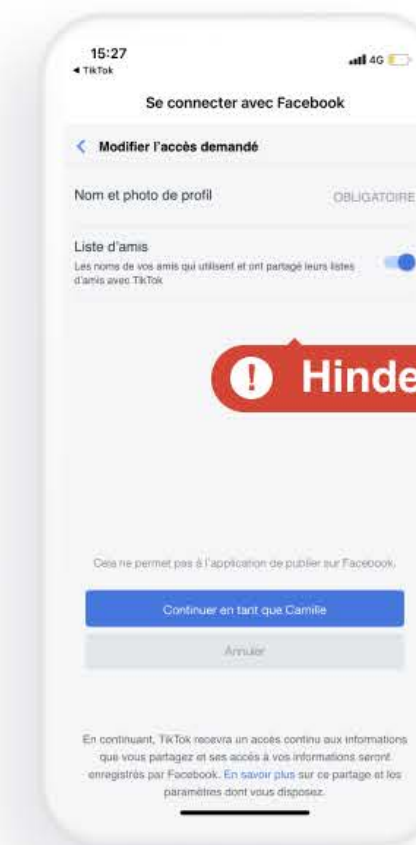 15:27
4G
◀ TikTok
Se connecter avec Facebook
Modifier l'accès demandé
Nom et photo de profil
OBLIGATOIRE
Liste d'amis
Les noms de vos amis qui utilisent et ont partagé leurs listes
d'amis avec TikTok
! Hinde
Cela ne permet pas à l'application de publier sur Facebook.
Continuer en tant que Camille
Annuler
En continuant, TikTok recevra un accès continu aux informations
que vous partagez et ses accès à vos informations seront
enregistrés par Facebook. En savoir plus sur ce partage et les
paramètres dont vous disposez.